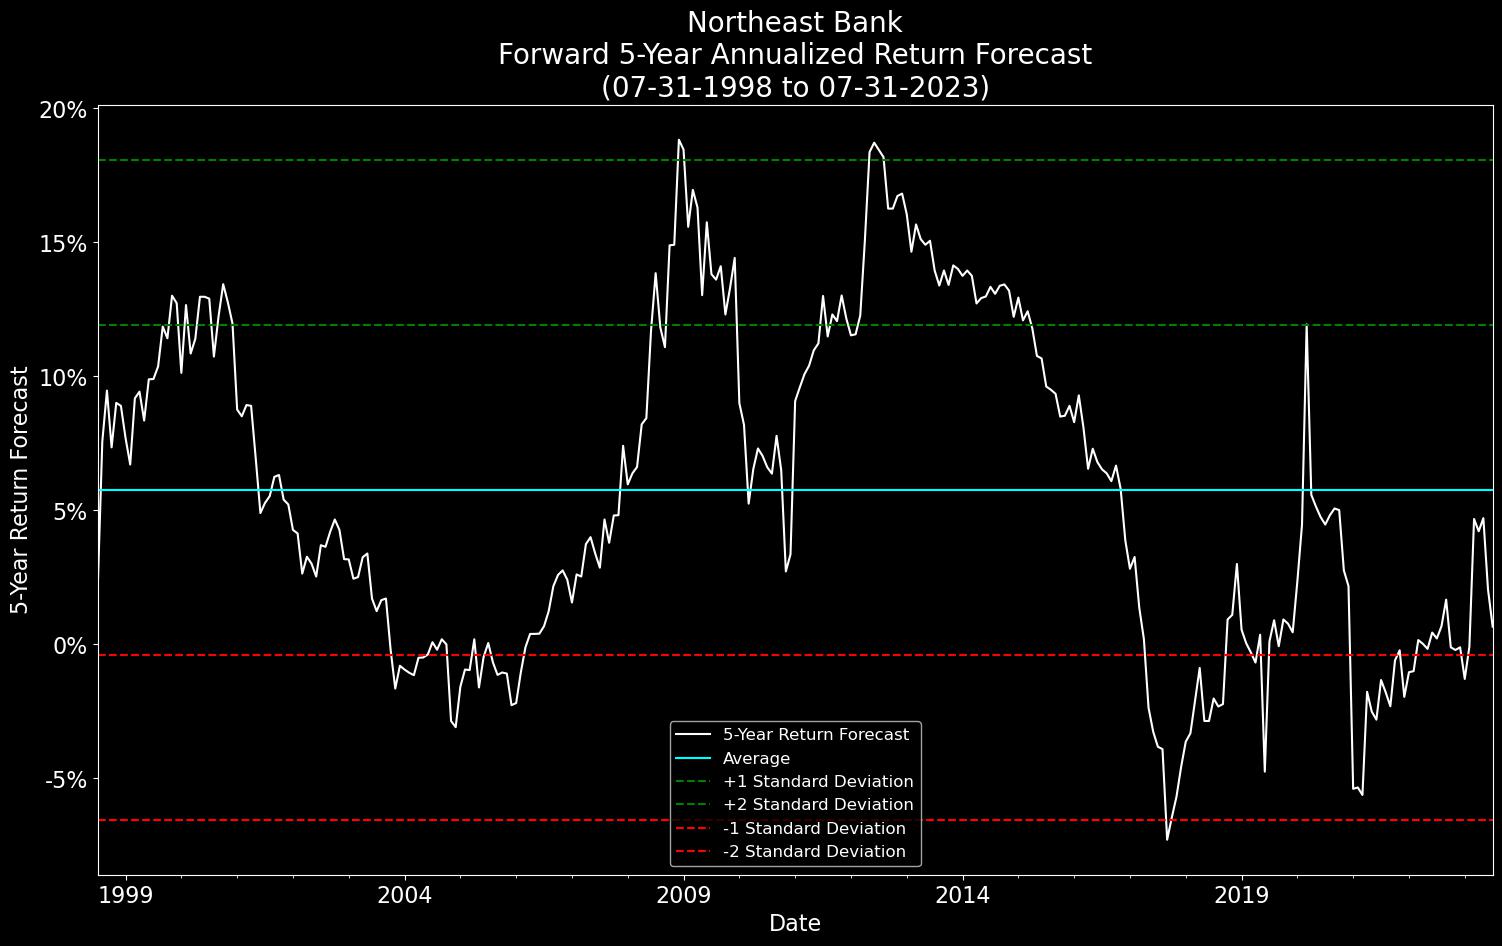 Northeast Bank
Forward 5-Year Annualized Return Forecast
(07-31-1998 to 07-31-2023)
20%
15%
10%
5%
0%
-5%
5-Year Return Forecast
5-Year Return Forecast
Average
+1 Standard Deviation
+2 Standard Deviation
-1 Standard Deviation
-2 Standard Deviation
1999 2004 2009 2014 2019
Date